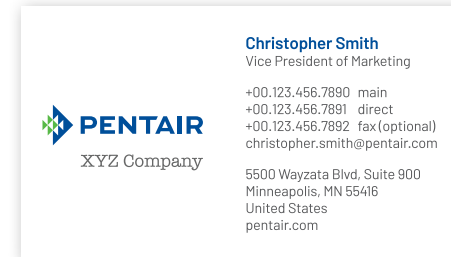 PENTAIR
XYZ Company
Christopher Smith
Vice President of Marketing
+00.123.456.7890 main
+00.123.456.7891 direct
+00.123.456.7892 fax (optional)
christopher.smith@pentair.com
5500 Wayzata Blvd, Suite 900
Minneapolis, MN 55416
United States
pentair.com